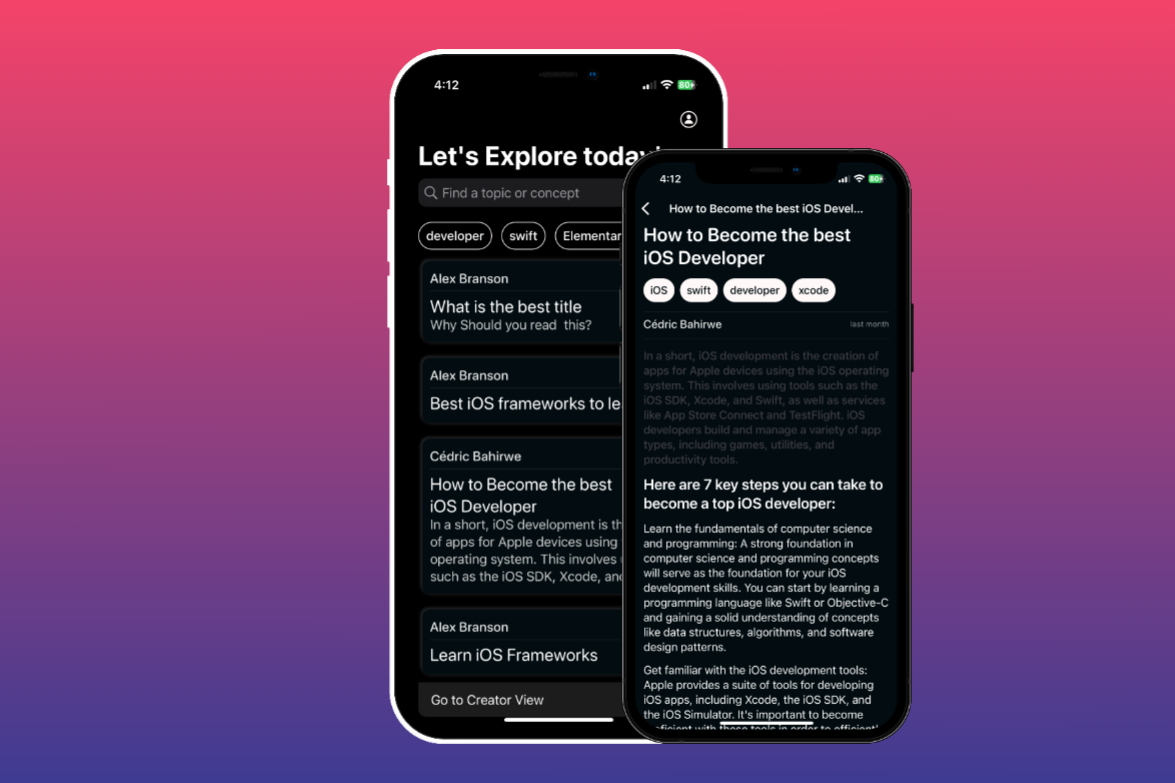 4:12
80
Let's Explore today
Find a topic or concept
developer
swift
Elementar
Alex Branson
What is the best title
Why Should you read  this?
Alex Branson
Best iOS frameworks to le
Cédric Bahirwe
How to Become the best
iOS Developer
In a short, iOS development is th
of apps for Apple devices using
operating system. This involves
such as the iOS SDK, Xcode, and
Alex Branson
Learn iOS Frameworks
Go to Creator View
4:12
80
How to Become the best iOS Devel...
How to Become the best
iOS Developer
iOS
swift
developer
xcode
Cédric Bahirwe
last month
In a short, iOS development is the creation of
apps for Apple devices using the iOS operating
system. This involves using tools such as the
iOS SDK, Xcode, and Swift, as well as services
like App Store Connect and TestFlight. iOS
developers build and manage a variety of app
types, including games, utilities, and
productivity tools.
Here are 7 key steps you can take to
become a top iOS developer:
Learn the fundamentals of computer science
and programming: A strong foundation in
computer science and programming concepts
will serve as the foundation for your iOS
development skills. You can start by learning a
programming language like Swift or Objective-C
and gaining a solid understanding of concepts
like data structures, algorithms, and software
design patterns.
Get familiar with the iOS development tools:
Apple provides a suite of tools for developing
iOS apps, including Xcode, the iOS SDK, and
the iOS Simulator. It's important to become
with these tools in order to